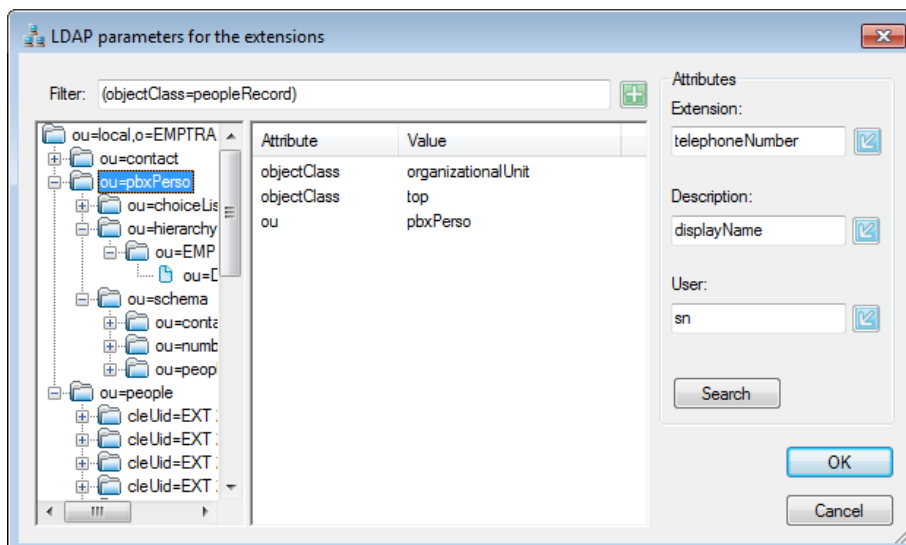 LDAP parameters for the extensions
Filter: (objectClass=peopleRecord)
ou=local,o=EMPTRA
ou=contact
ou=pbxPerso
ou=choiceLis
ou=hierarchy
ou=EMP
ou=D
ou=schema
ou=conta
ou=numb
ou=peop
ou=people
cleUid=EXT
cleUid=EXT
cleUid=EXT
cleUid=EXT
Attribute Value
objectClass organizationalUnit
objectClass top
ou pbxPerso
Attributes
Extension:
telephoneNumber
Description:
displayName
User:
sn
Search
OK
Cancel